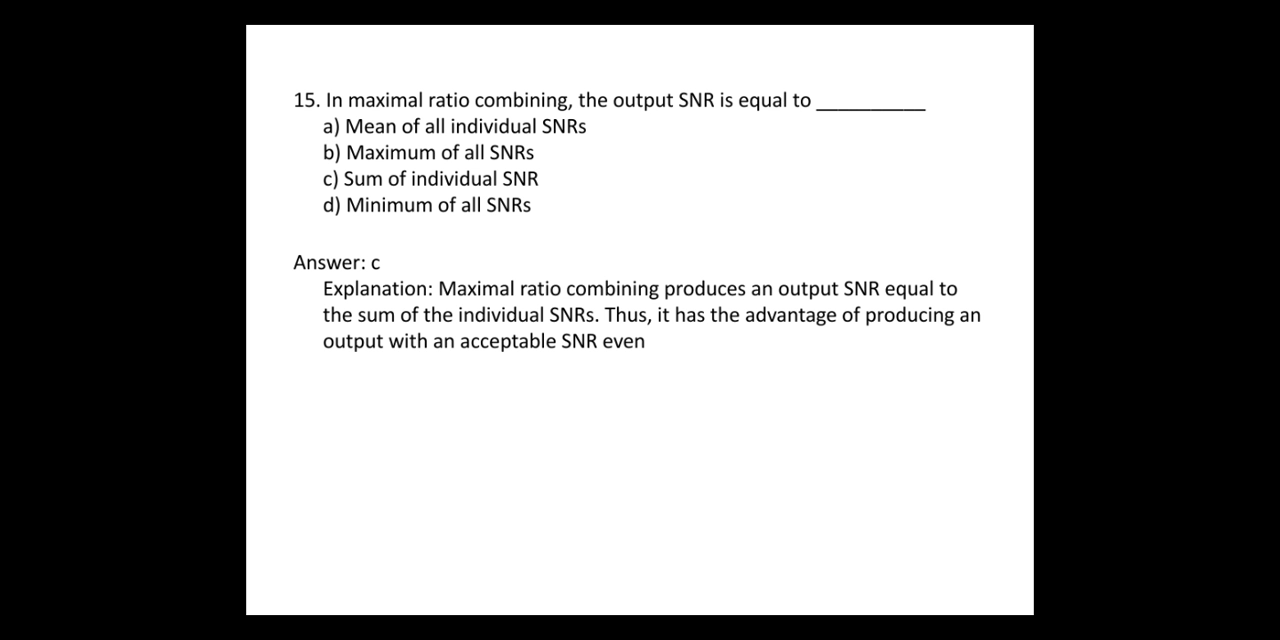 15. In maximal ratio combining, the output SNR is equal to __________
a) Mean of all individual SNRs
b) Maximum of all SNRs
c) Sum of individual SNR
d) Minimum of all SNRs
Answer: c
Explanation: Maximal ratio combining produces an output SNR equal to
the sum of the individual SNRs. Thus, it has the advantage of producing an
output with an acceptable SNR even